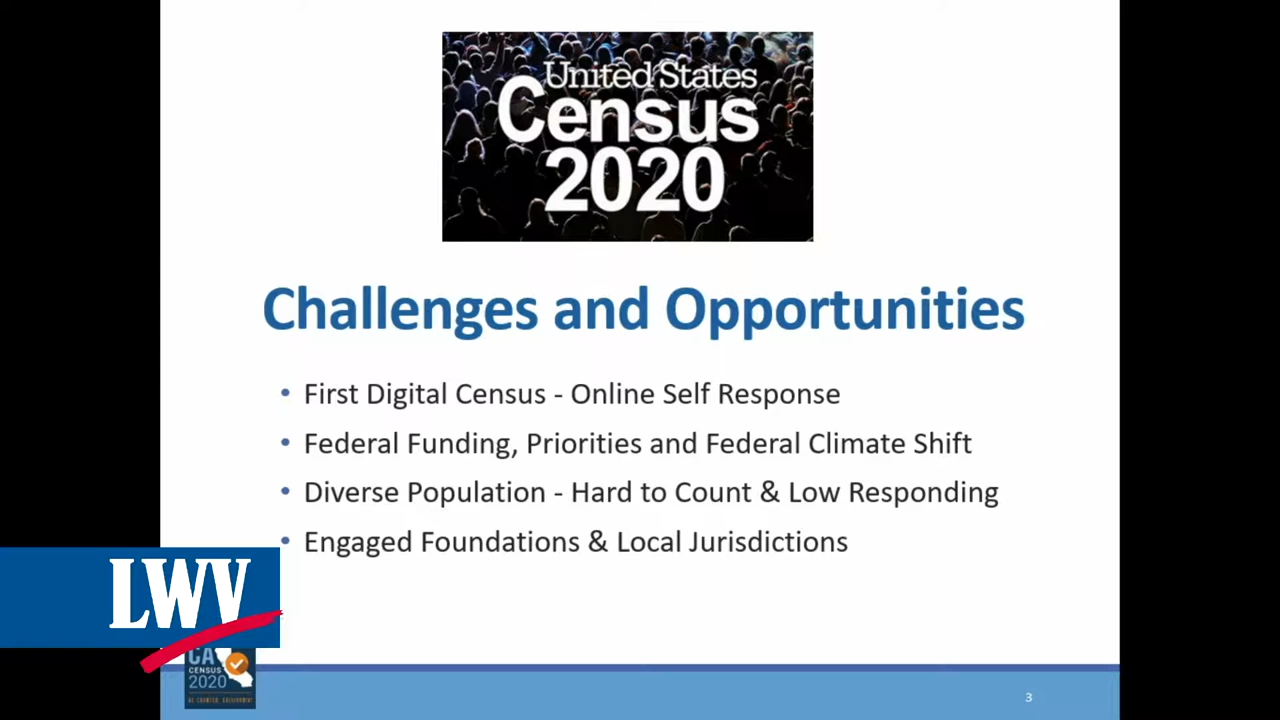 United States
Census
2020
Challenges and Opportunities
• First Digital Census - Online Self Response
• Federal Funding, Priorities and Federal Climate Shift
• Diverse Population - Hard to Count & Low Responding
• Engaged Foundations & Local Jurisdictions
LWV
CA
CENSUS
2020
3